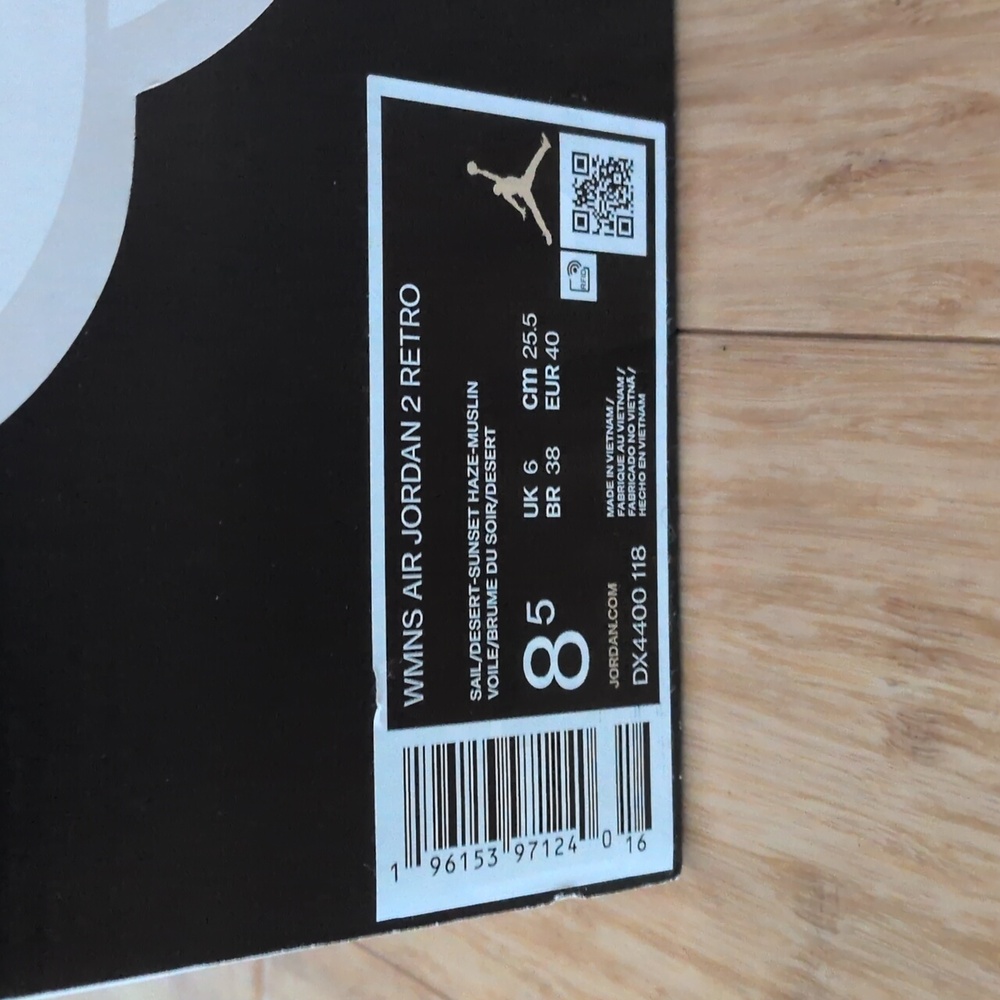 WMNS AIR JORDAN 2 RETRO
SAIL/DESERT-SUNSET HAZE-MUSLIN
VOILE/BRUME DU SOIR/DESERT
8 5
UK 6 cm 25.5
BR 38 EUR 40
RFID
JORDAN.COM
DX4400 118
MADE IN VIETNAM /
FABRIQUE AU VIETNAM /
FABRICADO NO VIETNÃ /
HECHO EN VIETNAM
1 96153 97124 0 16